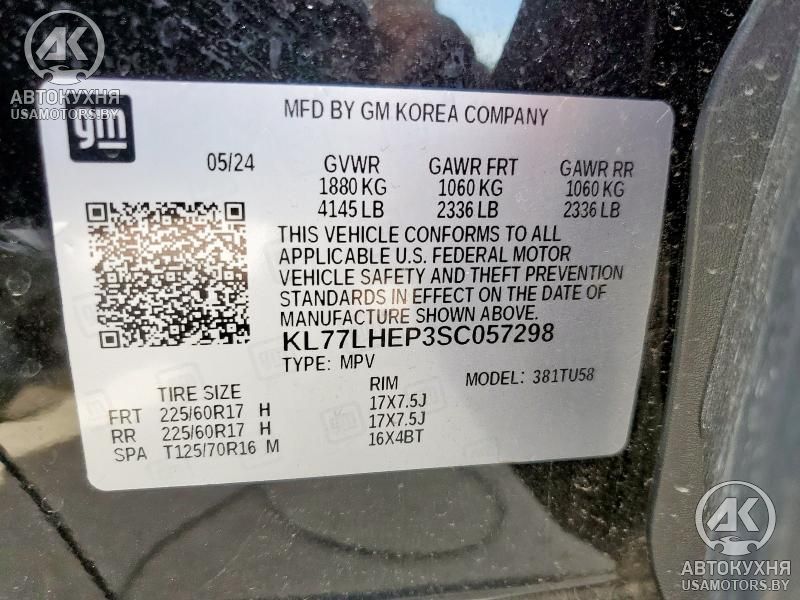 AK
АВТОКУХНЯ
USAMOTORS.BY
gm
MFD BY GM KOREA COMPANY
05/24 GVWR GAWR FRT GAWR RR
1880 KG 1060 KG 1060 KG
4145 LB 2336 LB 2336 LB
THIS VEHICLE CONFORMS TO ALL
APPLICABLE U.S. FEDERAL MOTOR
VEHICLE SAFETY AND THEFT PREVENTION
STANDARDS IN EFFECT ON THE DATE OF
MANUFACTURE SHOWN ABOVE.
KL77LHEP3SC057298
TYPE: MPV MODEL: 381TU58
TIRE SIZE RIM
FRT 225/60R17 H 17X7.5J
RR 225/60R17 H 17X7.5J
SPA T125/70R16 M 16X4BT
AK
АВТОКУХНЯ
USAMOTORS.BY